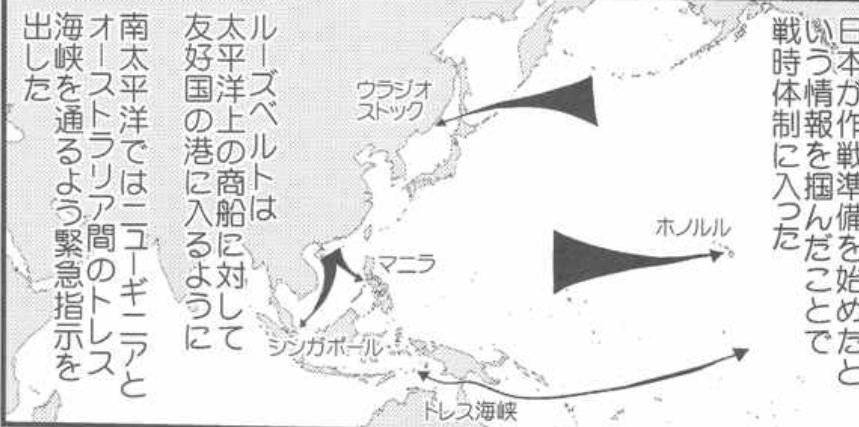 日本が作戦準備を始めたと
いう情報を掴んだことで
戦時体制に入った
ルーズベルトは
太平洋上の商船に対して
友好国の港に入るように
南太平洋ではニューギニアと
オーストラリア間のトレス
海峡を通るよう緊急指示を
出した
ウラジオ
ストック
ホノルル
マニラ
シンガポール
トレス海峡